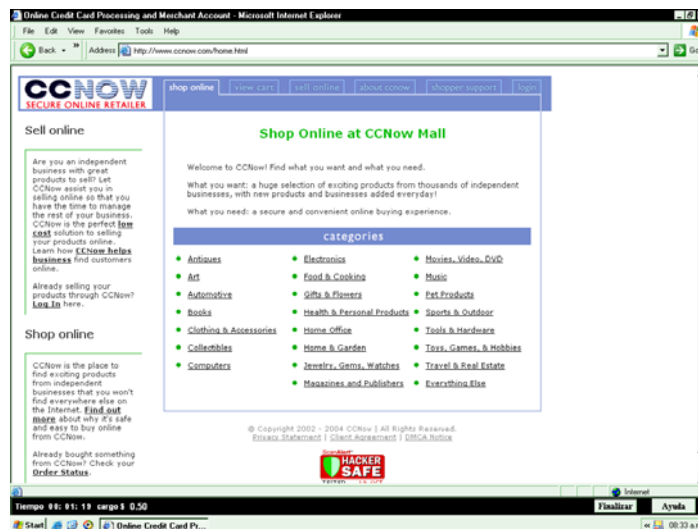 Online Credit Card Processing and Merchant Account - Microsoft Internet Explorer
File Edit View Favorites Tools Help
Back Address http://www.ccnow.com/home.html Go
CCNOW
SECURE ONLINE RETAILER
shop online view cart sell online about ccnow shopper support login
Sell online
Are you an independent
business with great
products to sell? Let
CCNow assist you in
selling online so that you
have the time to manage
the rest of your business.
CCNow is the perfect low
cost solution to selling
your products online.
Learn how CCNow helps
business find customers
online.
Already selling your
products through CCNow?
Log In here.
Shop online
CCNow is the place to
find exciting products
from independent
businesses that you won't
find everywhere else on
the Internet. Find out
more about why it's safe
and easy to buy online
from CCNow.
Already bought something
from CCNow? Check your
Order Status.
Shop Online at CCNow Mall
Welcome to CCNow! Find what you want and what you need.
What you want: a huge selection of exciting products from thousands of independent
businesses, with new products and businesses added everyday!
What you need: a secure and convenient online buying experience.
categories
Antiques
Art
Automotive
Books
Clothing & Accessories
Collectibles
Computers
Electronics
Food & Cooking
Gifts & Flowers
Health & Personal Products
Home Office
Home & Garden
Jewelry, Gems, Watches
Magazines and Publishers
Movies, Video, DVD
Music
Pet Products
Sports & Outdoor
Tools & Hardware
Toys, Games, & Hobbies
Travel & Real Estate
Everything Else
© Copyright 2002 - 2004 CCNow | All Rights Reserved.
Privacy Statement | Client Agreement | DMCA Notice
ScanAlert
HACKER
SAFE
Internet
Tiempo 00: 01: 19 cargo $ 0.50 Finalizar Ayuda
Start Online Credit Card Pr... 08:33 a